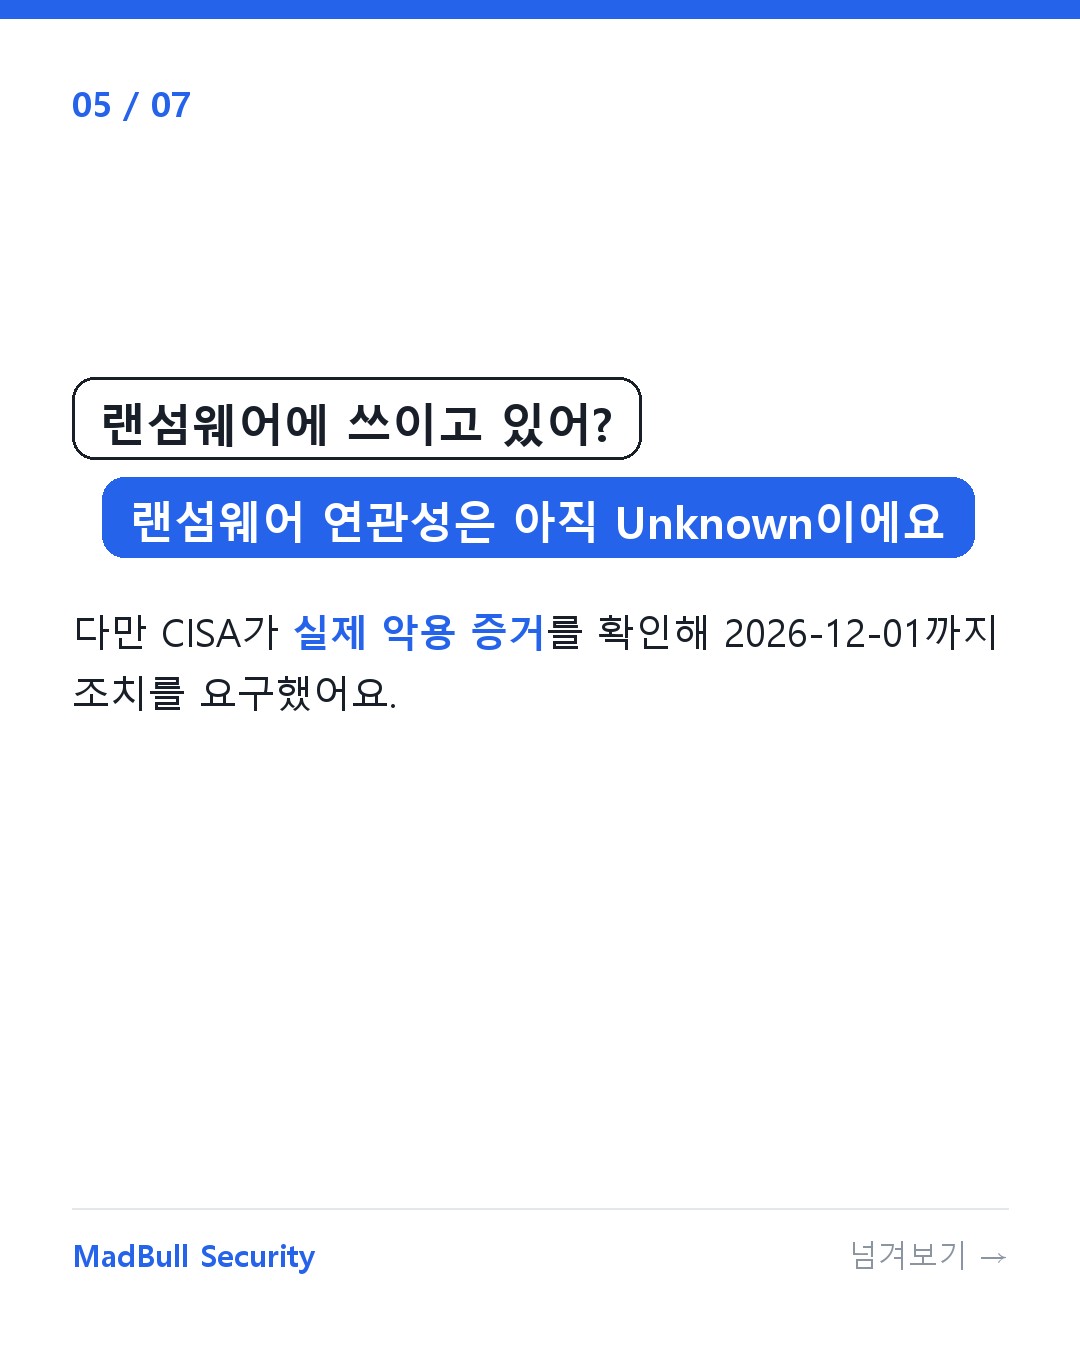 05 / 07
랜섬웨어에 쓰이고 있어?
랜섬웨어 연관성은 아직 Unknown이에요
다만 CISA가 실제 악용 증거를 확인해 2026-12-01까지
조치를 요구했어요.
MadBull Security
넘겨보기 →